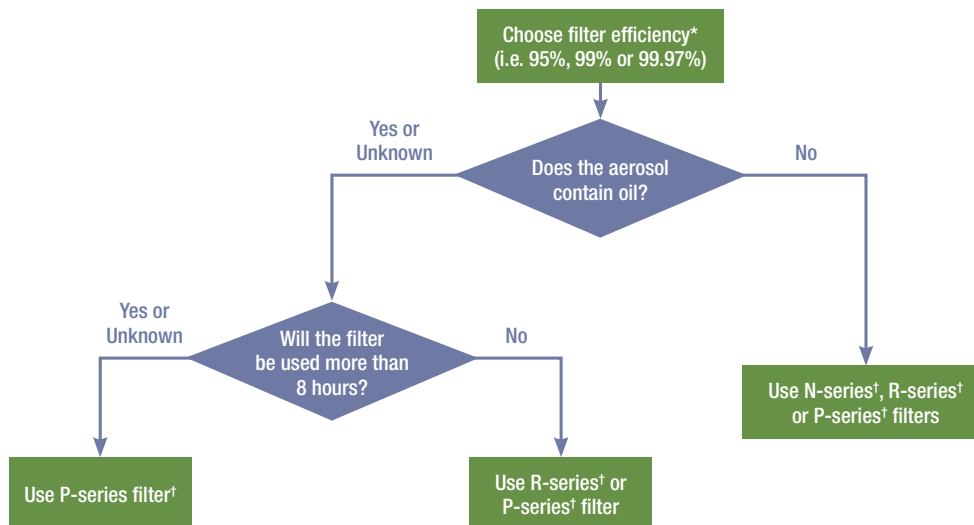 Choose filter efficiency*
(i.e. 95%, 99% or 99.97%)
Yes or
Unknown
Does the aerosol
contain oil?
No
Yes or
Unknown
Will the filter
be used more than
8 hours?
No
Use N-series†, R-series†
or P-series† filters
Use P-series filter†
Use R-series† or
P-series† filter